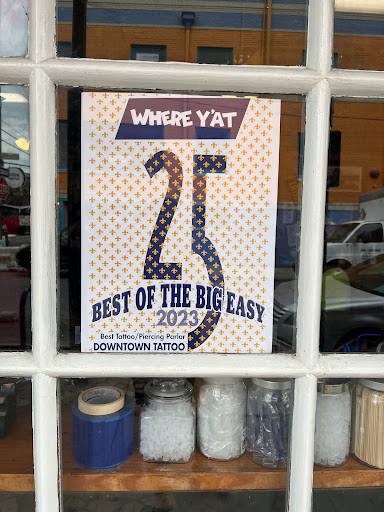 WHERE Y'AT
25
BEST OF THE BIG EASY
2023
Best Tattoo/Piercing Parlor
DOWNTOWN TATTOO